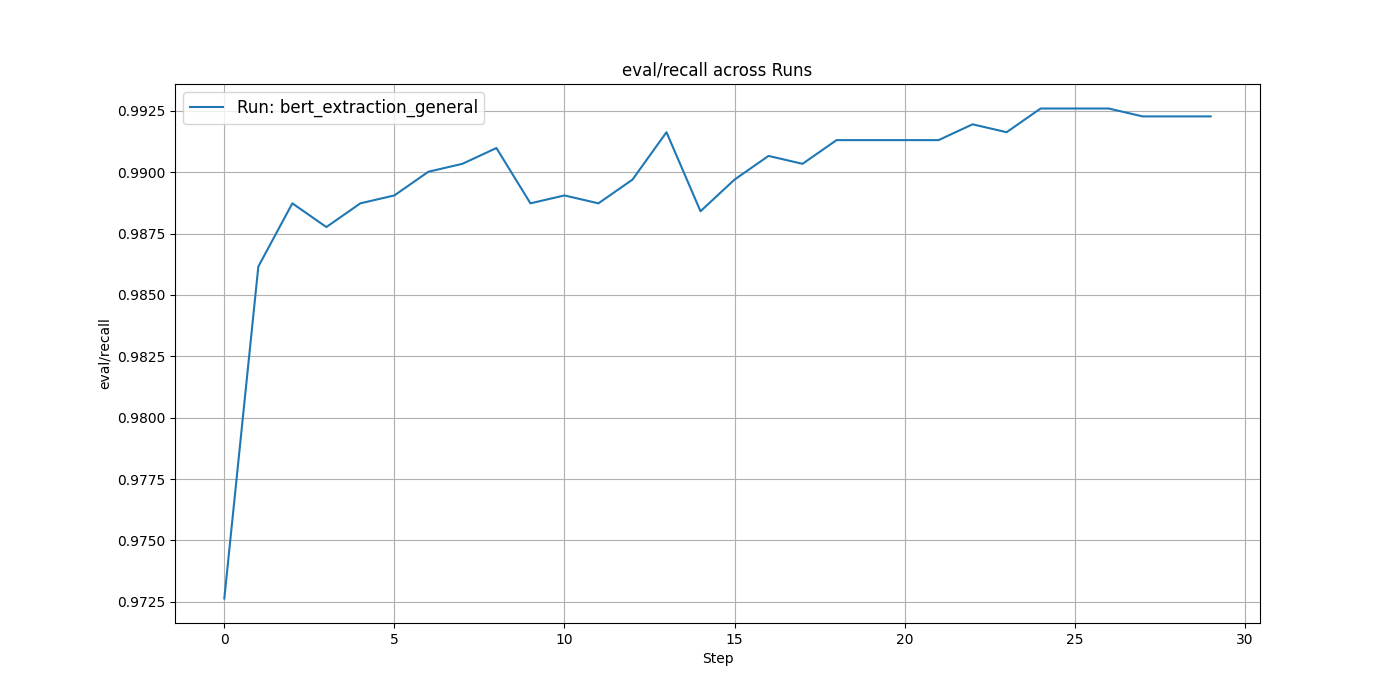 eval/recall across Runs
Run: bert_extraction_general
0.9925
0.9900
0.9875
0.9850
0.9825
0.9800
0.9775
0.9750
0.9725
eval/recall
0 5 10 15 20 25 30
Step